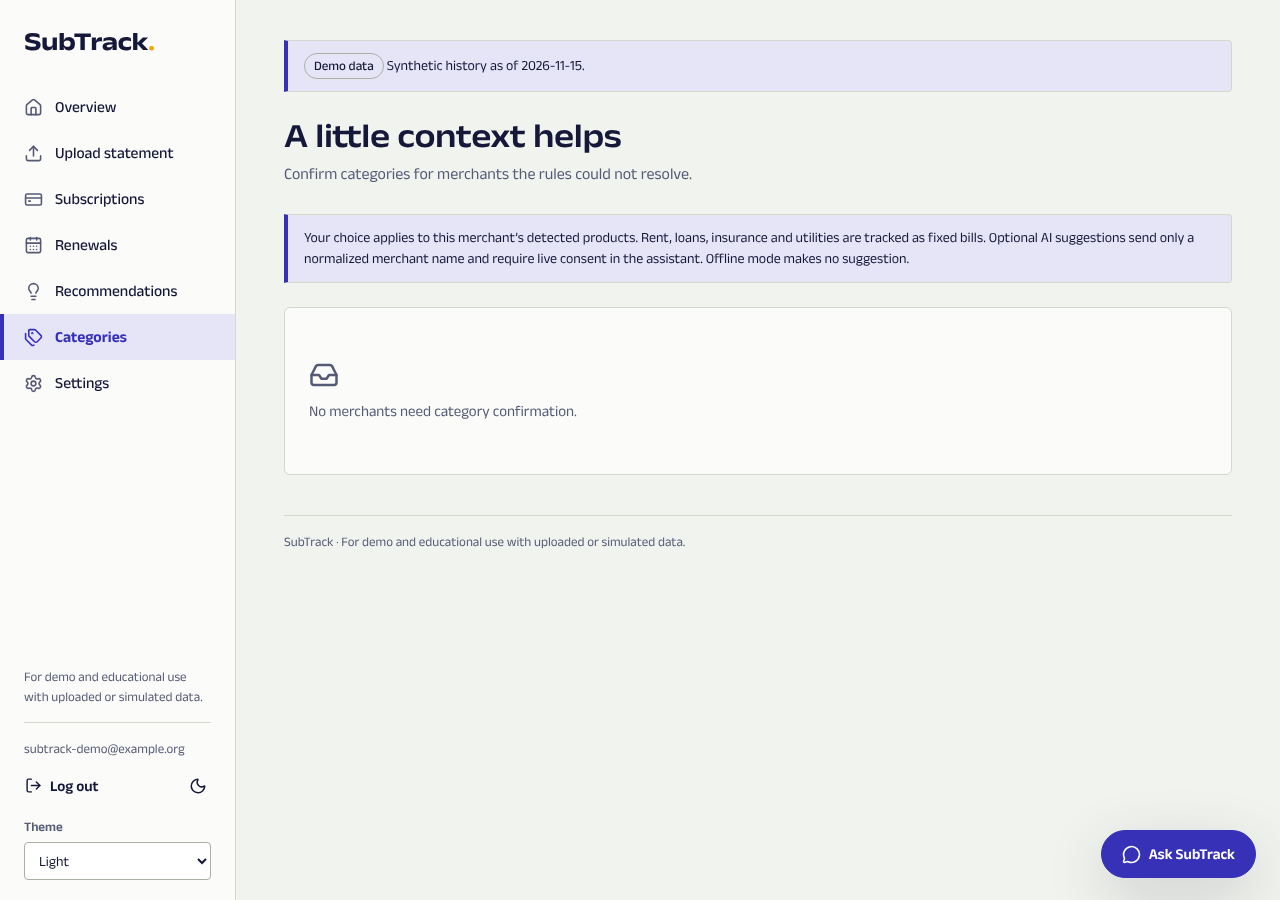 SubTrack.
Overview
Upload statement
Subscriptions
Renewals
Recommendations
Categories
Settings
For demo and educational use
with uploaded or simulated data.
subtrack-demo@example.org
Log out
Theme
Light
Demo data Synthetic history as of 2026-11-15.
A little context helps
Confirm categories for merchants the rules could not resolve.
Your choice applies to this merchant's detected products. Rent, loans, insurance and utilities are tracked as fixed bills. Optional AI suggestions send only a
normalized merchant name and require live consent in the assistant. Offline mode makes no suggestion.
No merchants need category confirmation.
SubTrack · For demo and educational use with uploaded or simulated data.
Ask SubTrack